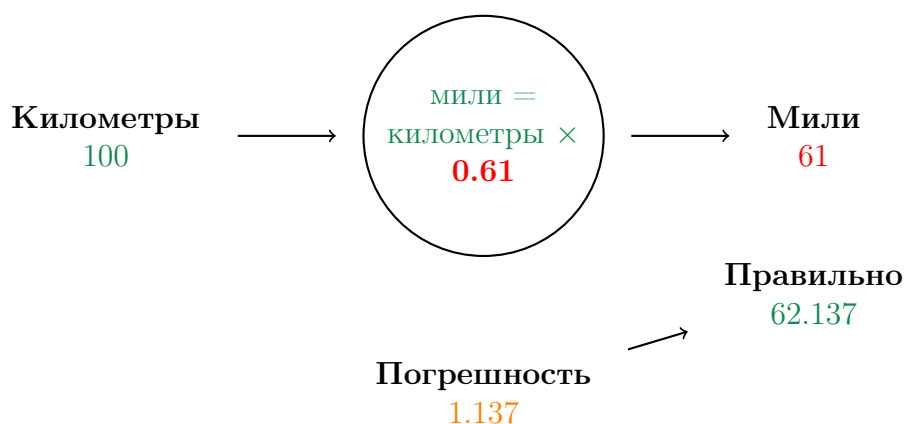 Километры
100
мили =
километры ×
0.61
Мили
61
Правильно
62.137
Погрешность
1.137